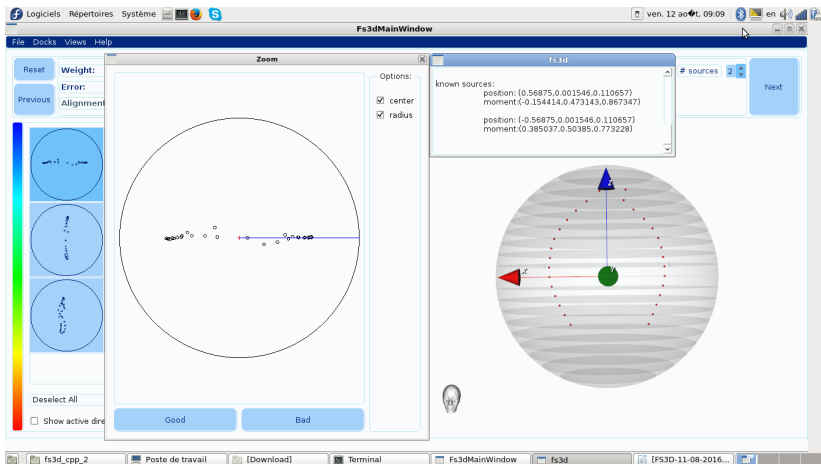 Logiciels Répertoires Système
ven. 12 ao�t, 09:09
en
Fs3dMainWindow
File Docks Views Help
Reset
Weight:
Error:
Previous
Alignment
Zoom
Options:
center
radius
fs3d
known sources:
position: (0.56875,0.001546,0.110657)
moment:(-0.154414,0.473143,0.867347)
position: (-0.56875,0.001546,0.110657)
moment:(0.385037,0.50385,0.773228)
# sources 2
Next
Z
X
Y
Deselect All
Show active dire
Good
Bad
fs3d_cpp_2
Poste de travail
[Download]
Terminal
Fs3dMainWindow
fs3d
[FS3D-11-08-2016...